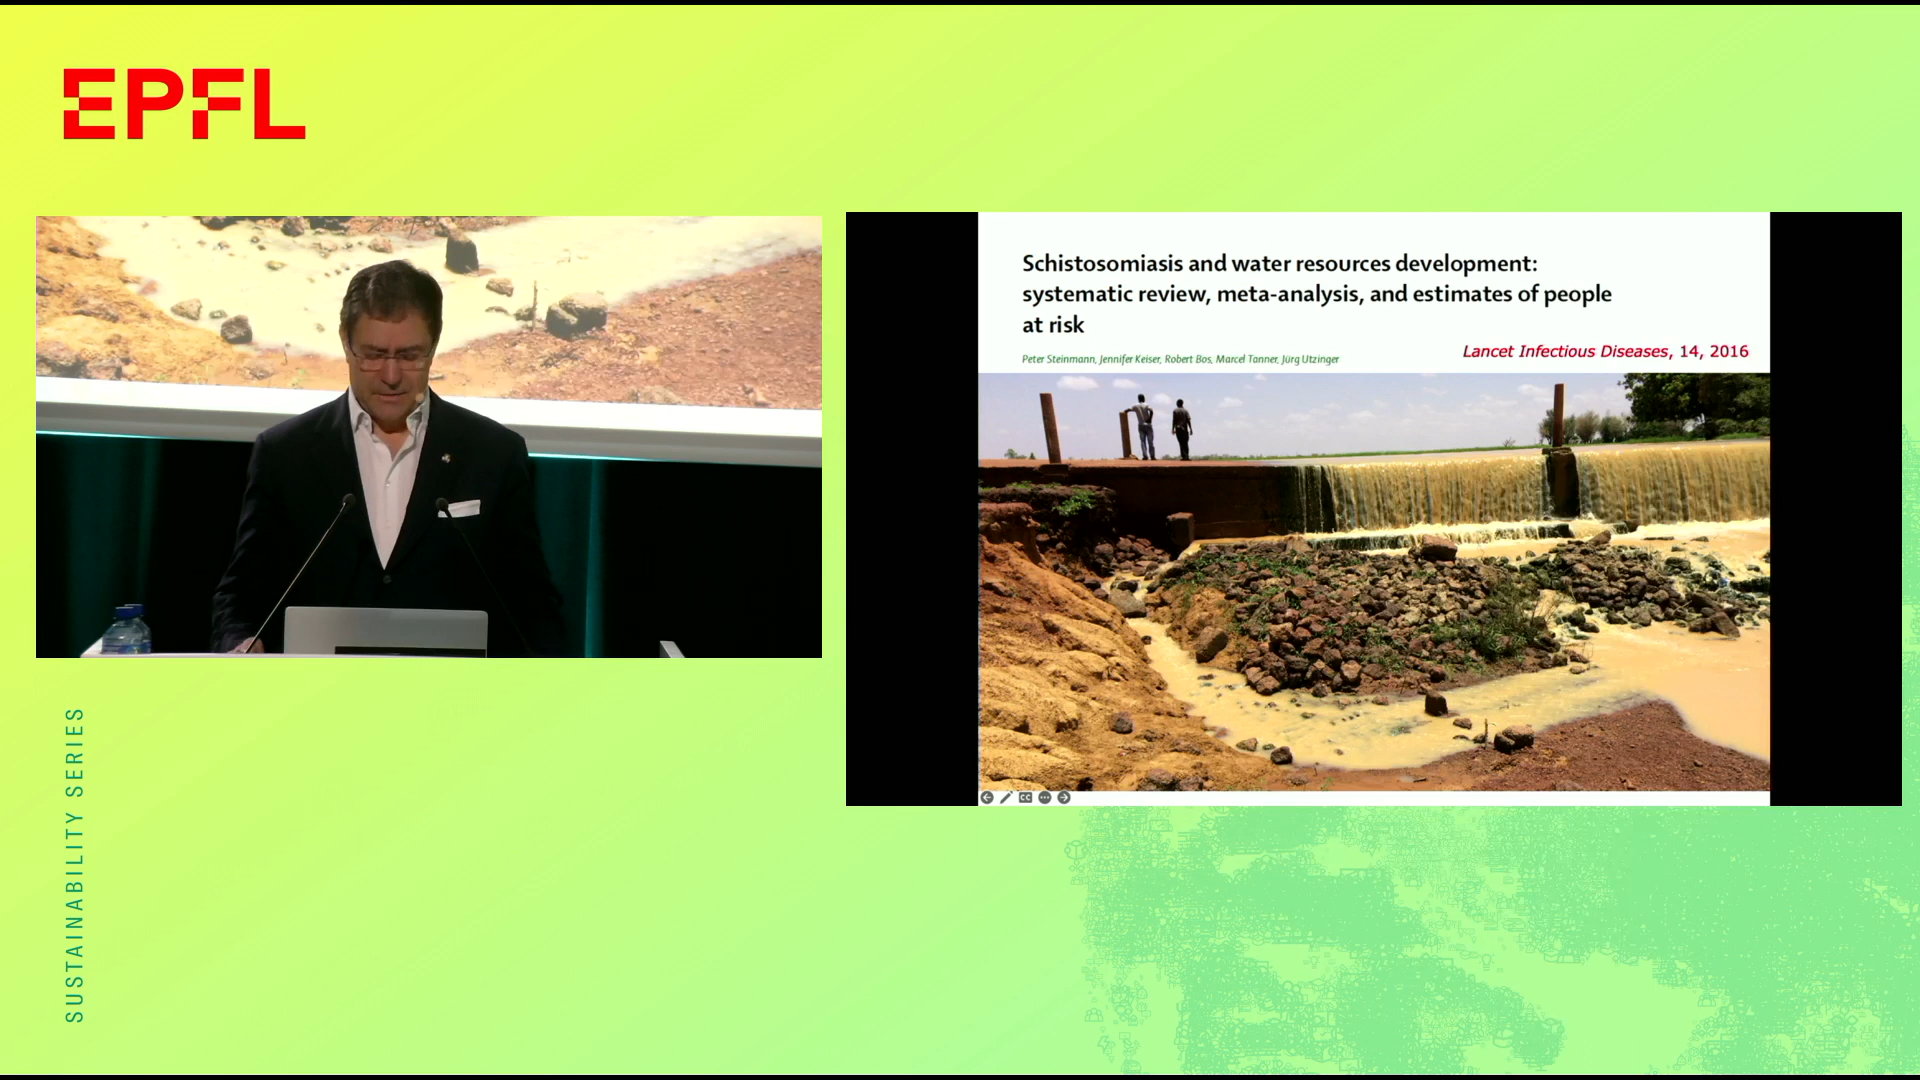 EPFL
Schistosomiasis and water resources development:
systematic review, meta-analysis, and estimates of people
at risk
Peter Steinmann, Jennifer Keiser, Robert Bos, Marcel Tanner, Jürg Utzinger
Lancet Infectious Diseases, 14, 2016
CC
SUSTAINABILITY SERIES